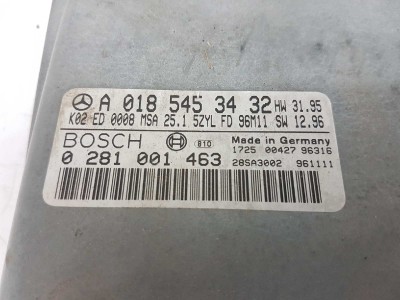 A 018 545 34 32 HW 31.95
K02 ED 0008 MSA 25.1 5ZYL FD 96M11 SW 12.96
BOSCH 810 Made in Germany
0 281 001 463 1725 00427 96316
28SA3002 961111